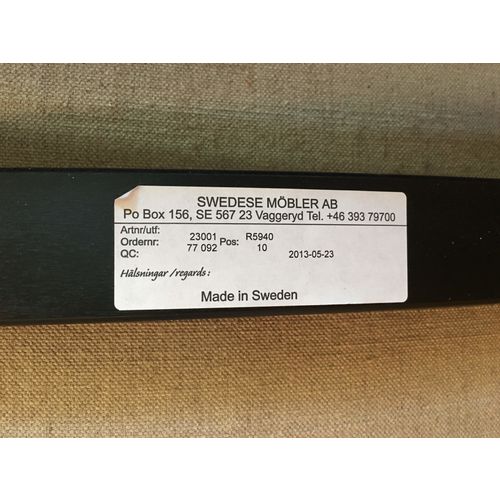 SWEDESE MÖBLER AB
Po Box 156, SE 567 23 Vaggeryd Tel. +46 393 79700
Artnr/utf: 23001 R5940
Ordernr: 77 092 Pos: 10
QC: 2013-05-23
Hälsningar /regards:
Made in Sweden